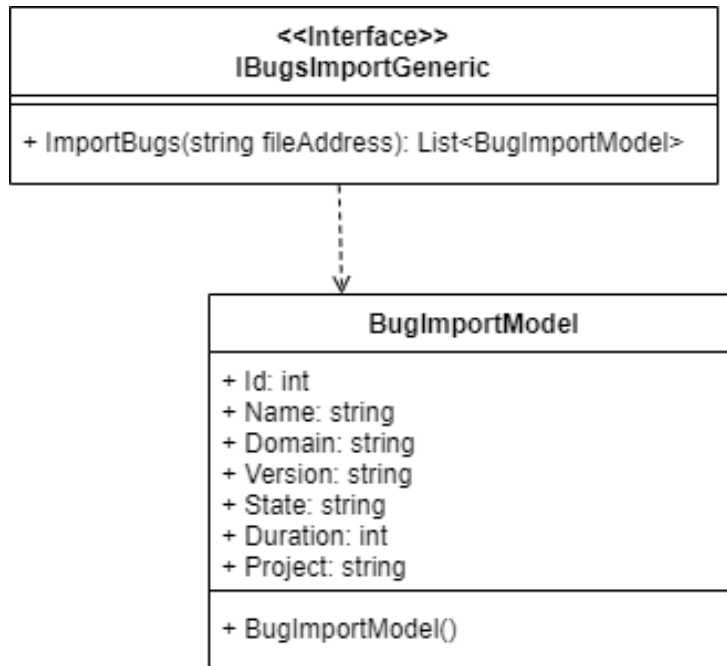 <<Interface>>
IBugsImportGeneric
+ ImportBugs(string fileAddress): List<BugImportModel>
BugImportModel
+ Id: int
+ Name: string
+ Domain: string
+ Version: string
+ State: string
+ Duration: int
+ Project: string
+ BugImportModel()